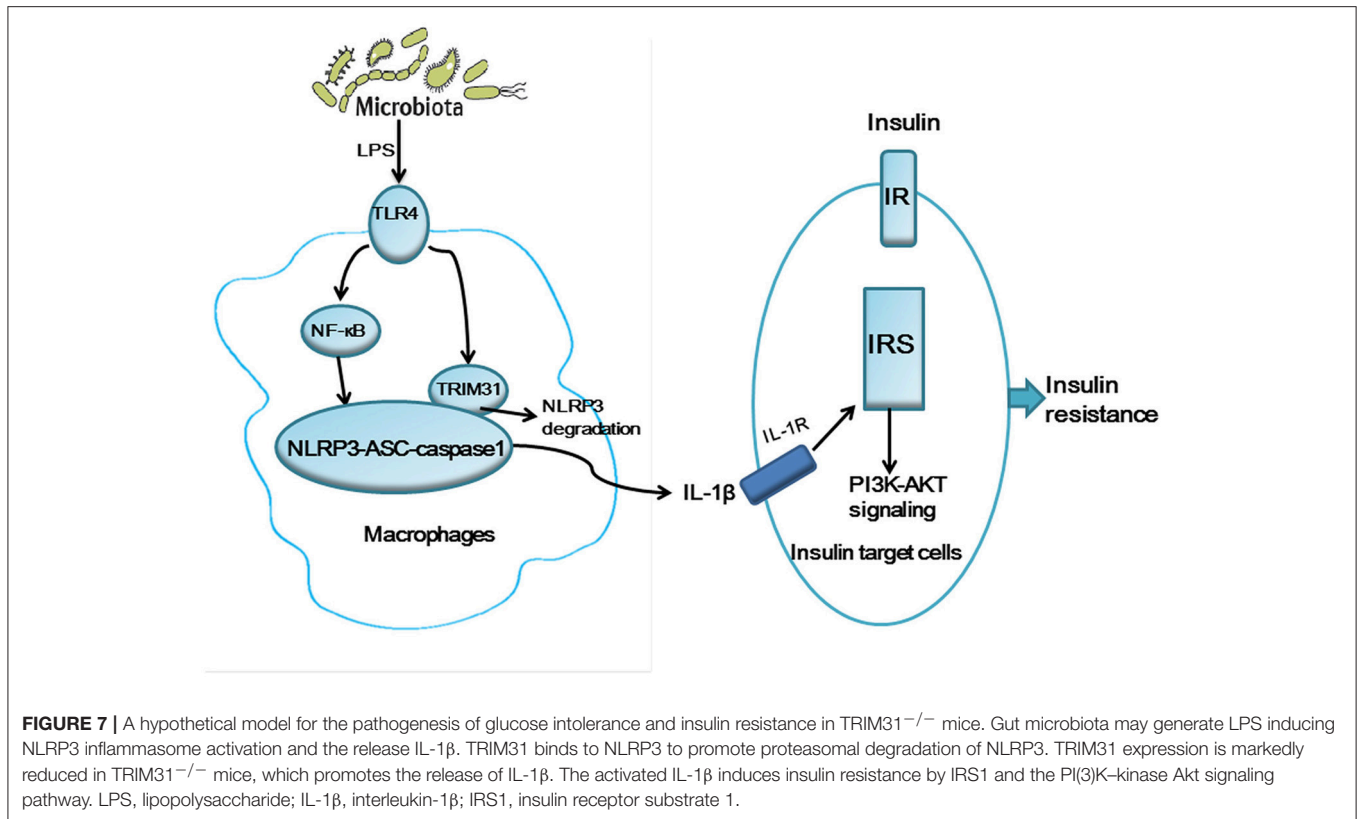 Microbiota
LPS
TLR4
NF-κB
TRIM31
NLRP3
degradation
NLRP3-ASC-caspase1
Macrophages
IL-1β
Insulin
IR
IRS
IL-1R
PI3K-AKT
signaling
Insulin target cells
Insulin
resistance
FIGURE 7 | A hypothetical model for the pathogenesis of glucose intolerance and insulin resistance in TRIM31−/− mice. Gut microbiota may generate LPS inducing
NLRP3 inflammasome activation and the release IL-1β. TRIM31 binds to NLRP3 to promote proteasomal degradation of NLRP3. TRIM31 expression is markedly
reduced in TRIM31−/− mice, which promotes the release of IL-1β. The activated IL-1β induces insulin resistance by IRS1 and the PI(3)K–kinase Akt signaling
pathway. LPS, lipopolysaccharide; IL-1β, interleukin-1β; IRS1, insulin receptor substrate 1.